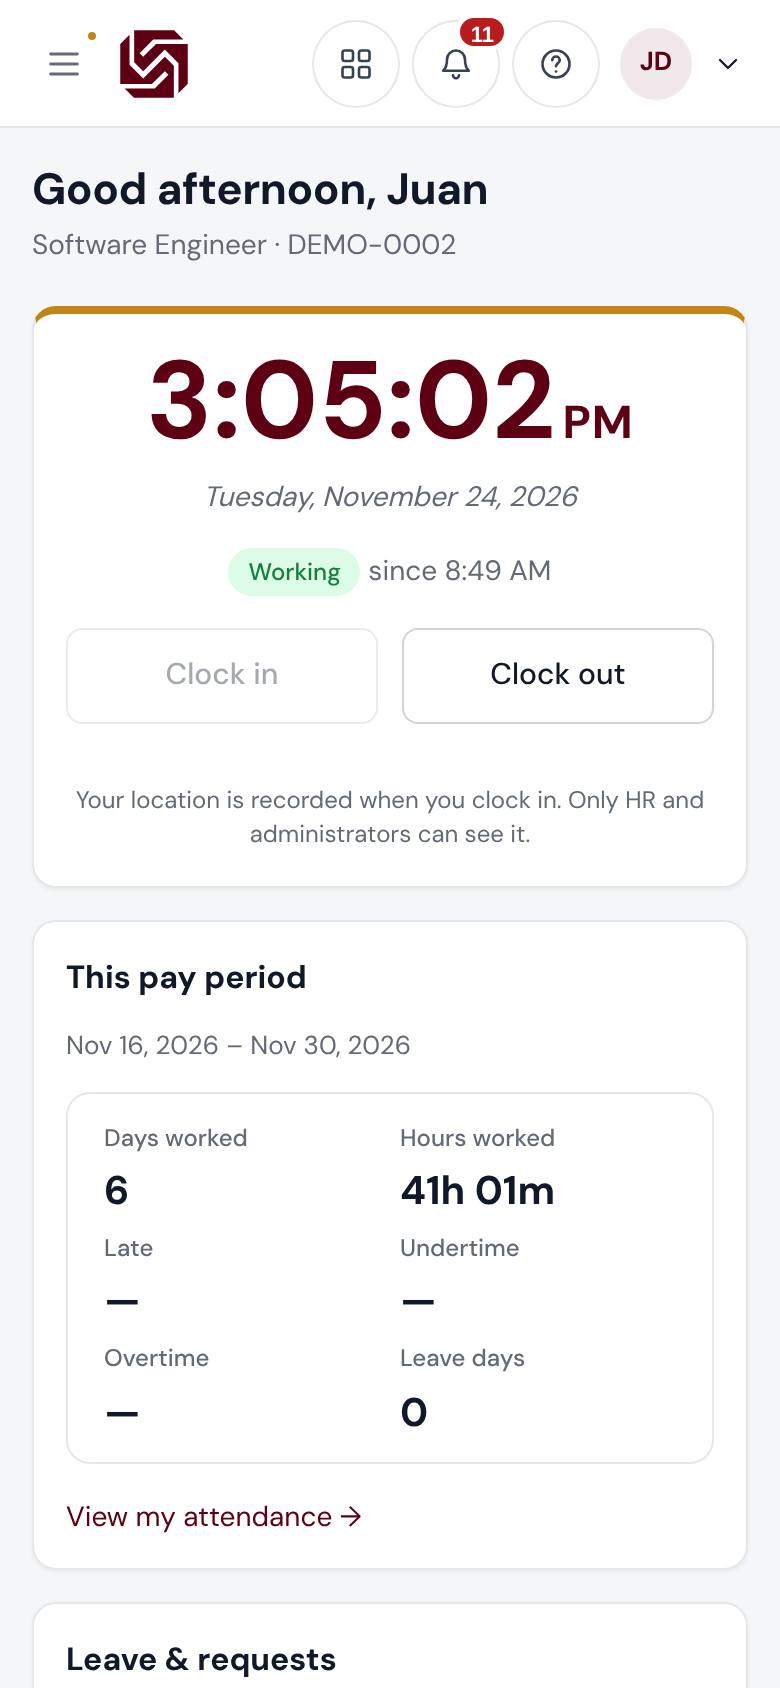 11
JD
Good afternoon, Juan
Software Engineer · DEMO-0002
3:05:02 PM
Tuesday, November 24, 2026
Working since 8:49 AM
Clock in
Clock out
Your location is recorded when you clock in. Only HR and
administrators can see it.
This pay period
Nov 16, 2026 – Nov 30, 2026
Days worked
6
Hours worked
41h 01m
Late
—
Undertime
—
Overtime
—
Leave days
0
View my attendance →
Leave & requests